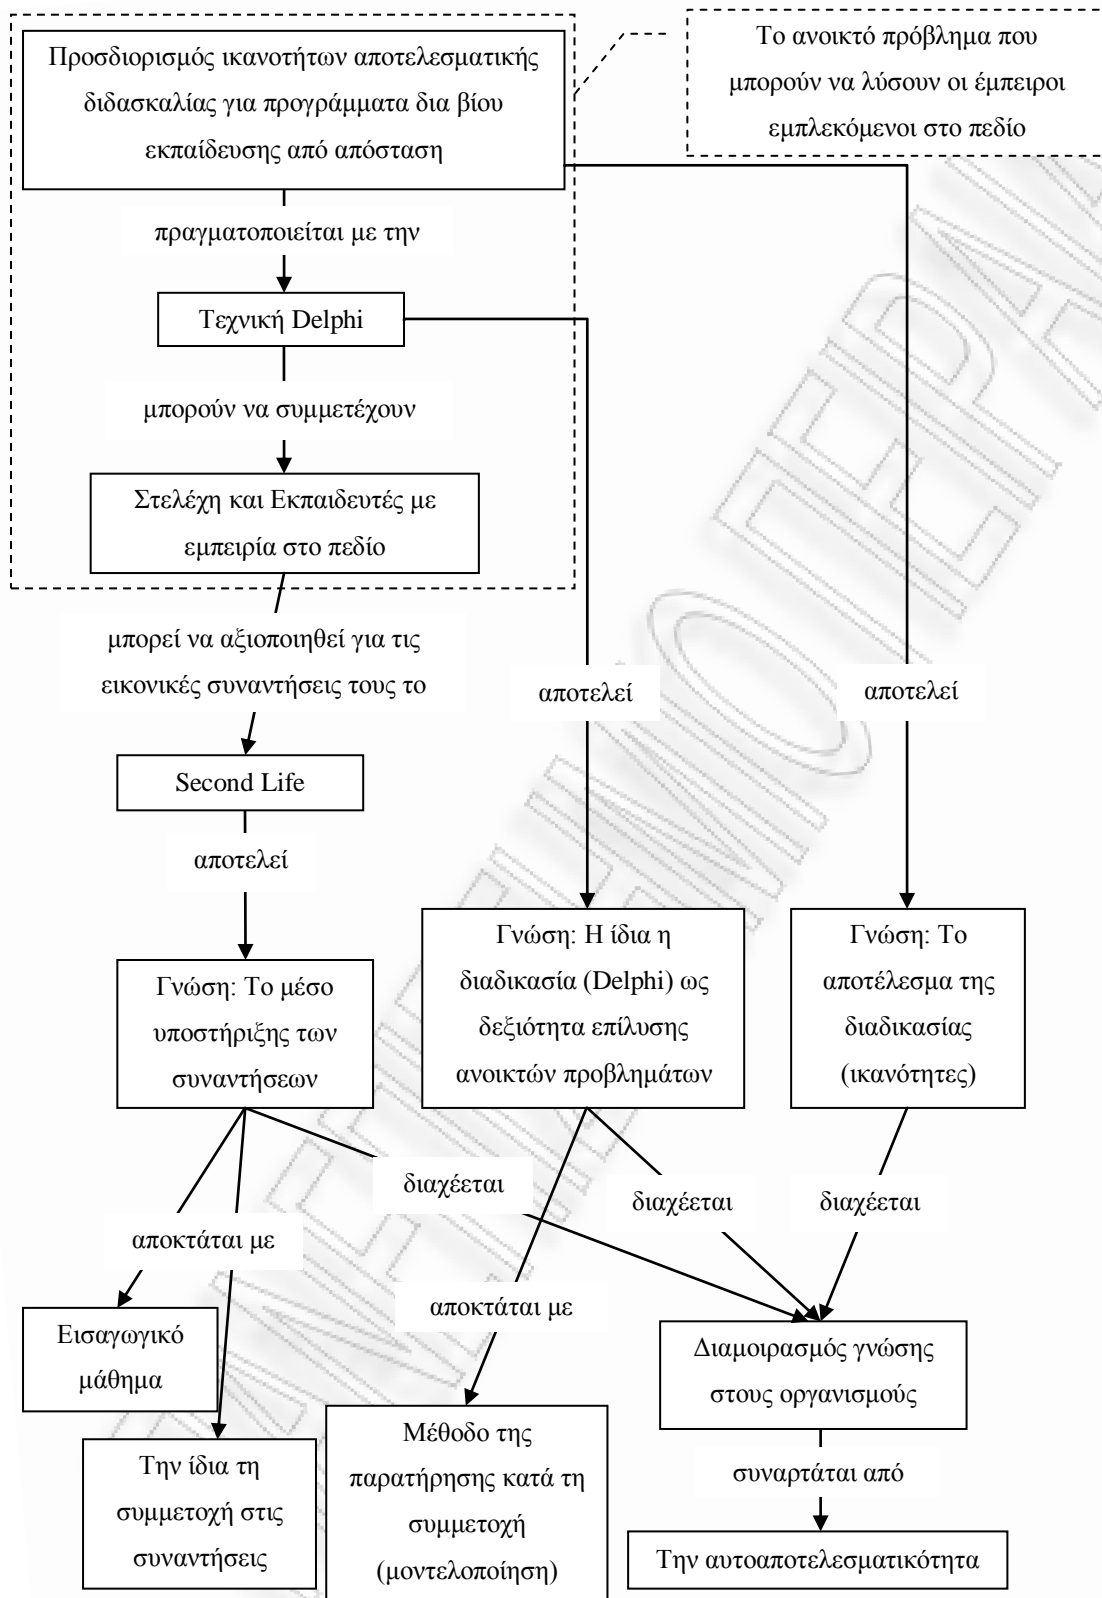 Προσδιορισμός ικανοτήτων αποτελεσματικής
διδασκαλίας για προγράμματα δια βίου
εκπαίδευσης από απόσταση
Το ανοικτό πρόβλημα που
μπορούν να λύσουν οι έμπειροι
εμπλεκόμενοι στο πεδίο
πραγματοποιείται με την
Τεχνική Delphi
μπορούν να συμμετέχουν
Στελέχη και Εκπαιδευτές με
εμπειρία στο πεδίο
μπορεί να αξιοποιηθεί για τις
εικονικές συναντήσεις τους το
αποτελεί
αποτελεί
Second Life
αποτελεί
Γνώση: Το μέσο
υποστήριξης των
συναντήσεων
Γνώση: Η ίδια η
διαδικασία (Delphi) ως
δεξιότητα επίλυσης
ανοικτών προβλημάτων
Γνώση: Το
αποτέλεσμα της
διαδικασίας
(ικανότητες)
διαχέεται
διαχέεται
διαχέεται
αποκτάται με
αποκτάται με
Εισαγωγικό
μάθημα
Την ίδια τη
συμμετοχή στις
συναντήσεις
Μέθοδο της
παρατήρησης κατά τη
συμμετοχή
(μοντελοποίηση)
Διαμοιρασμός γνώσης
στους οργανισμούς
συναρτάται από
Την αυτοαποτελεσματικότητα